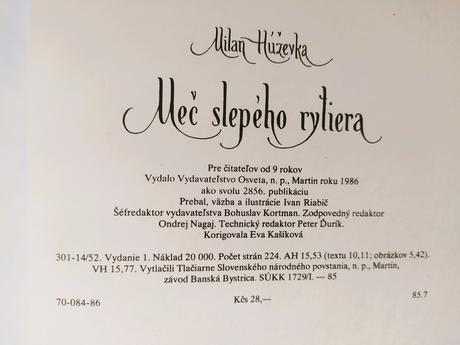 Milan Húževka
Meč slepého rytiera
Pre čitateľov od 9 rokov
Vydalo Vydavateľstvo Osveta, n. p., Martin roku 1986
ako svolu 2856. publikáciu
Prebal, väzba a ilustrácie Ivan Riabič
Šéfredaktor vydavateľstva Bohuslav Kortman. Zodpovedný redaktor
Ondrej Nagaj. Technický redaktor Peter Ďurík.
Korigovala Eva Kašíková
301-14/52. Vydanie 1. Náklad 20 000. Počet strán 224. AH 15,53 (textu 10,11; obrázkov 5,42).
VH 15,77. Vytlačili Tlačiarne Slovenského národného povstania, n. p., Martin,
závod Banská Bystrica. SÚKK 1729/I. — 85
70-084-86 Kčs 28,— 85.7